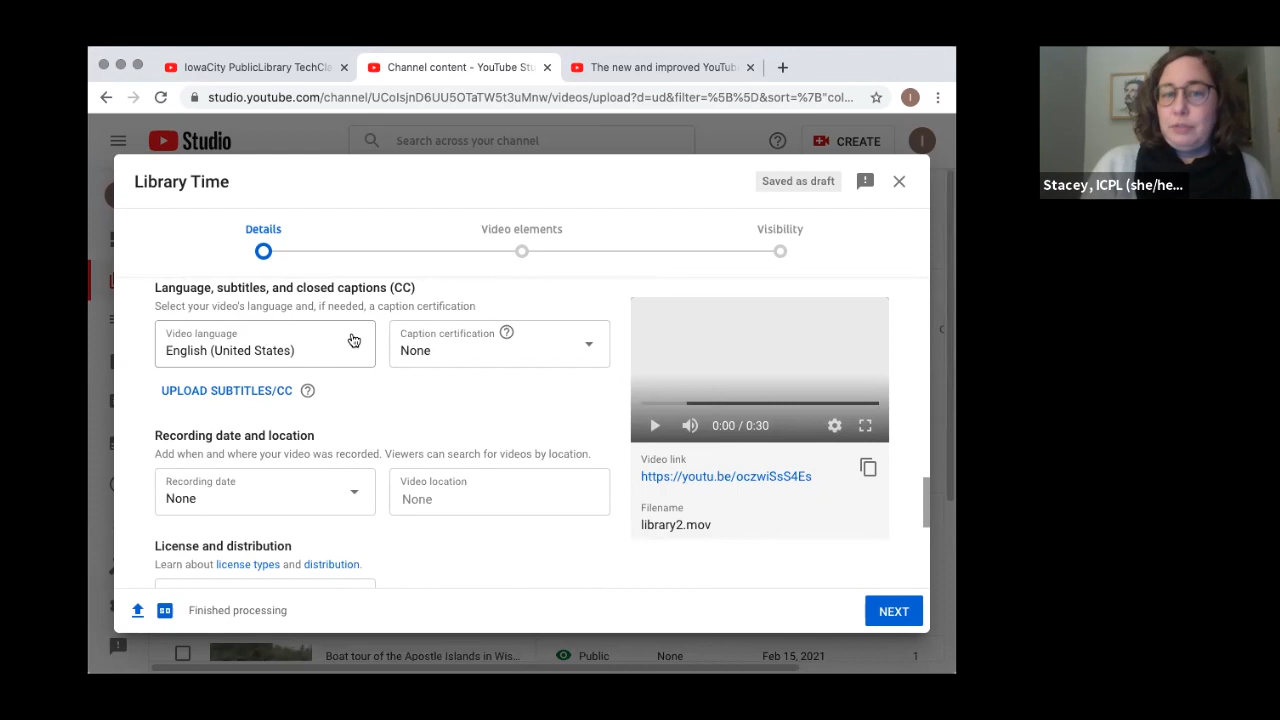 IowaCity PublicLibrary TechCla
Channel content - YouTube Stu
The new and improved YouTub
studio.youtube.com/channel/UCoIsjnD6UU5OTaTW5t3uMnw/videos/upload?d=ud&filter=%5B%5D&sort=%7B"col...
I
Studio
Search across your channel
CREATE
I
Library Time
Saved as draft
Details
Video elements
Visibility
Language, subtitles, and closed captions (CC)
Select your video's language and, if needed, a caption certification
Video language
English (United States)
Caption certification
None
UPLOAD SUBTITLES/CC
Recording date and location
Add when and where your video was recorded. Viewers can search for videos by location.
Recording date
None
Video location
None
License and distribution
Learn about license types and distribution.
0:00 / 0:30
Video link
https://youtu.be/oczwiSsS4Es
Filename
library2.mov
Finished processing
NEXT
Boat tour of the Apostle Islands in Wis...
Public
None
Feb 15, 2021
1
Stacey, ICPL (she/he...